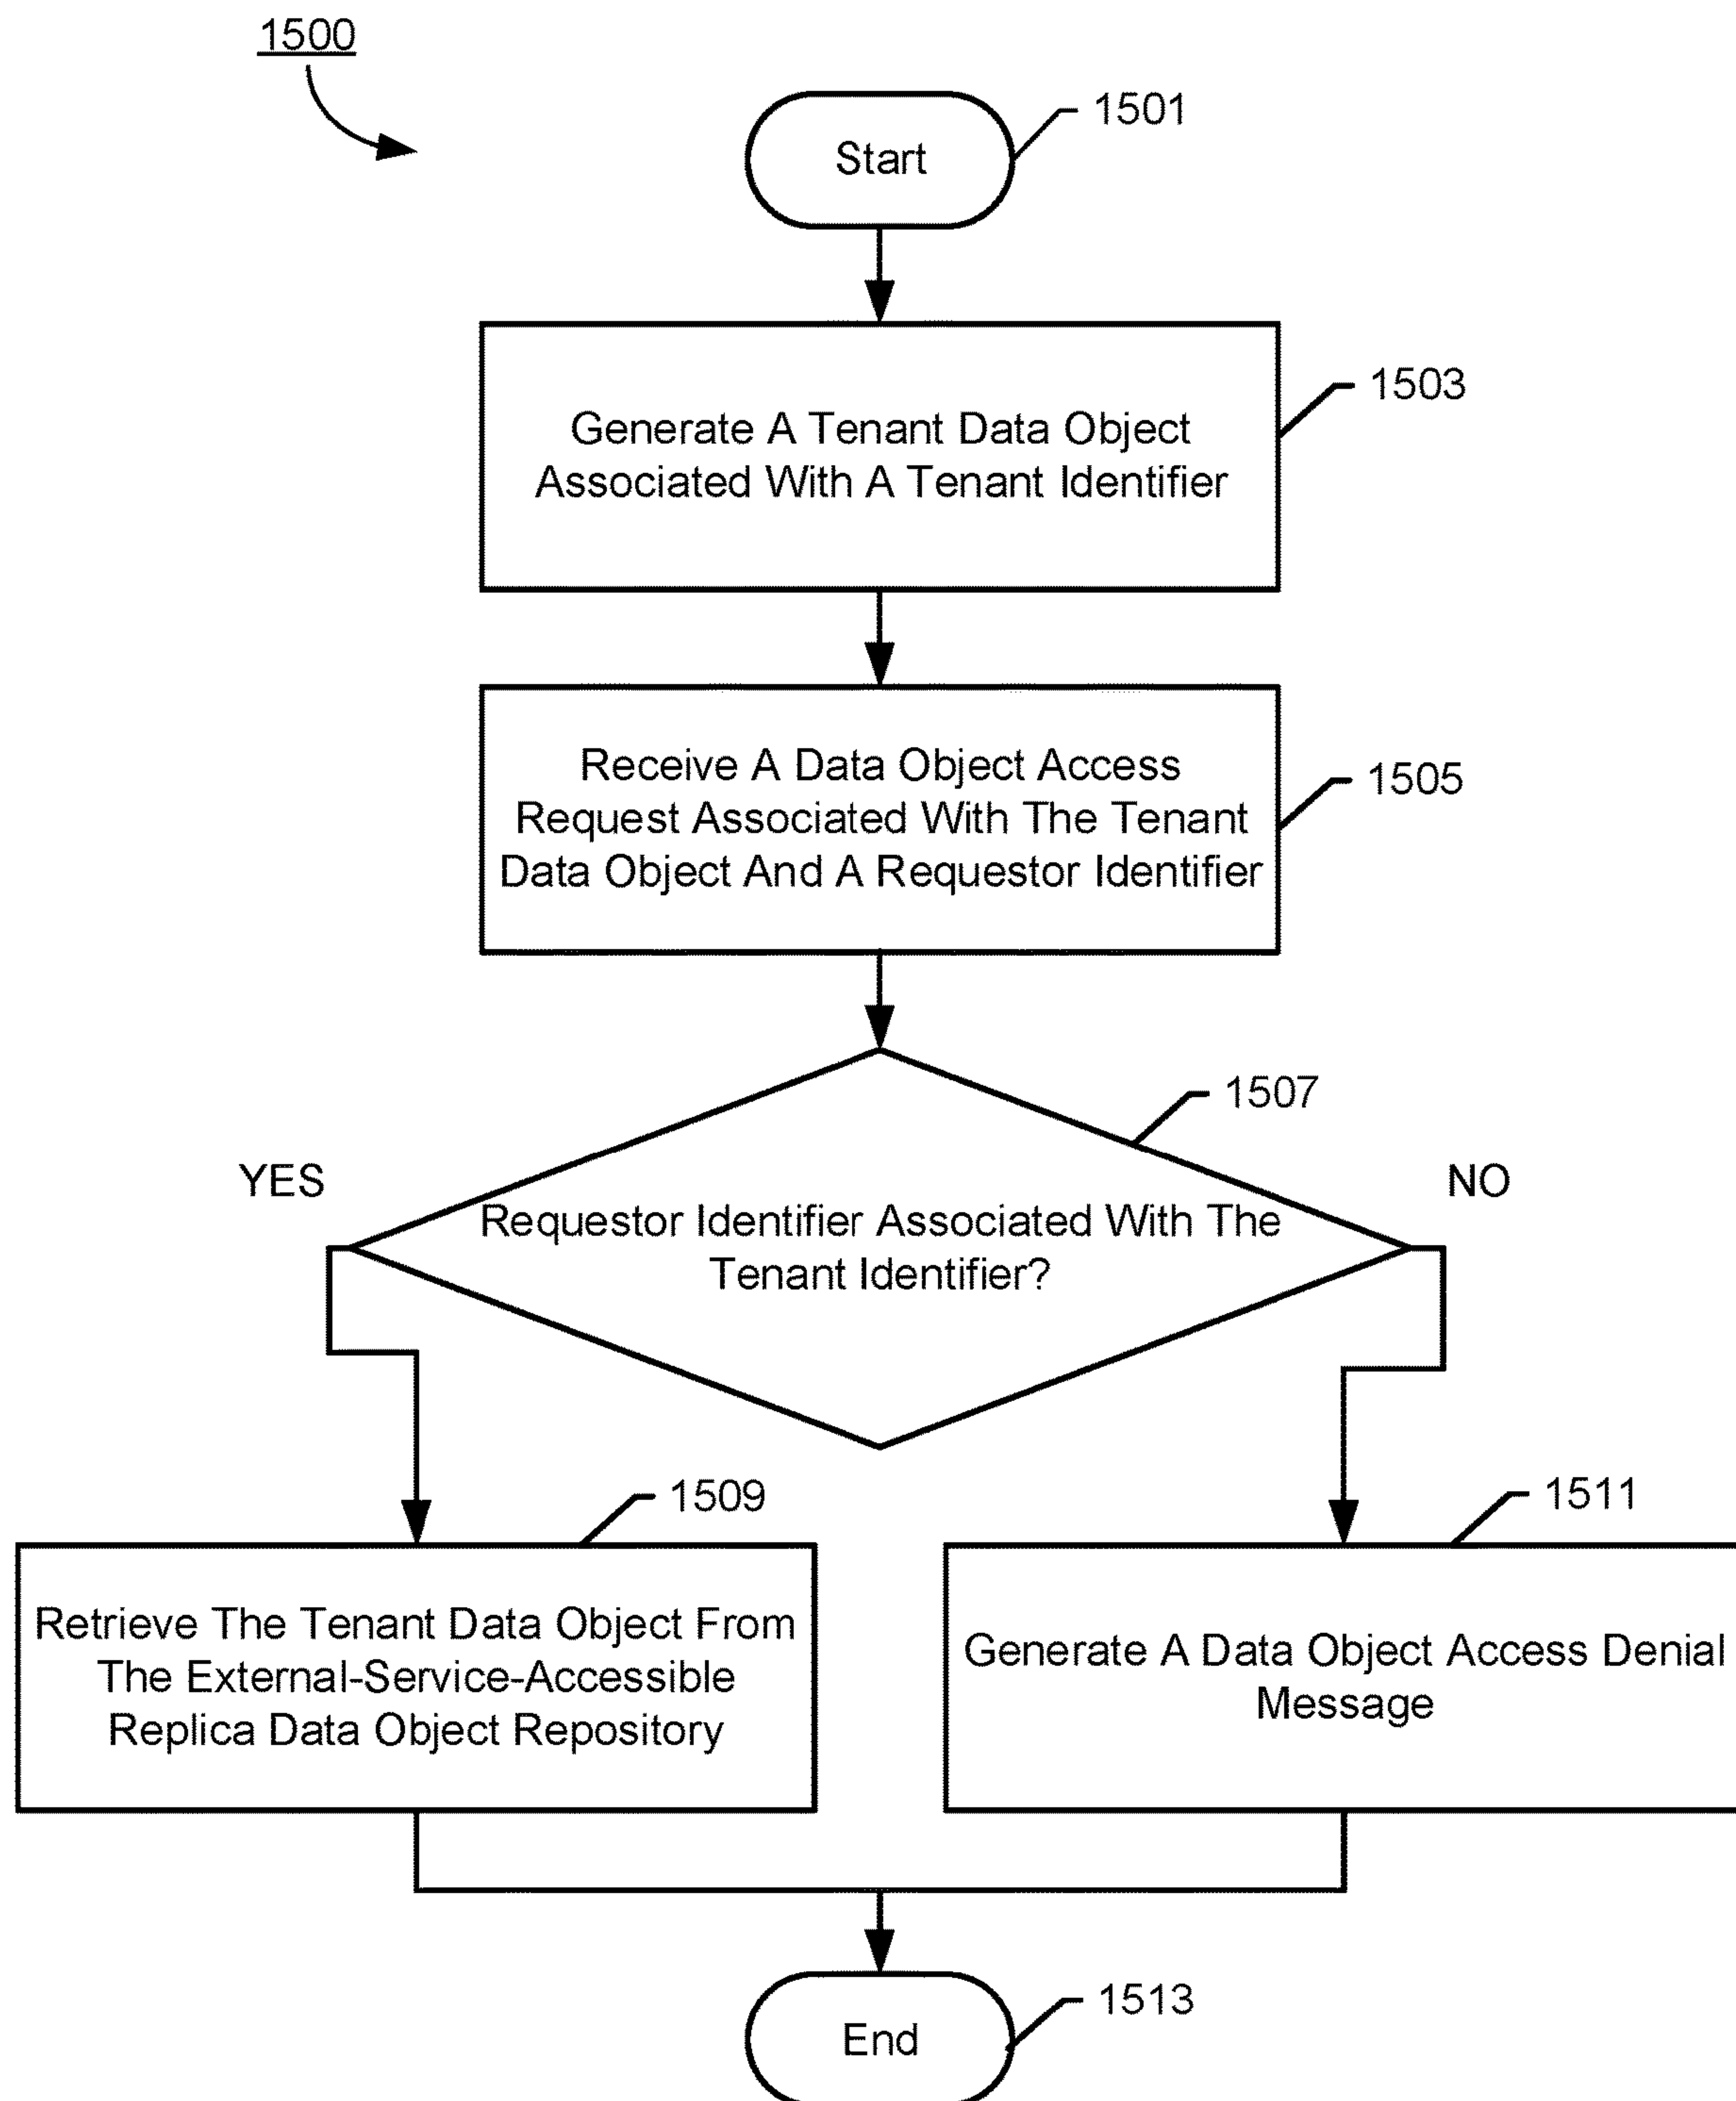 1500
Start
1501
Generate A Tenant Data Object
Associated With A Tenant Identifier
1503
Receive A Data Object Access
Request Associated With The Tenant
Data Object And A Requestor Identifier
1505
1507
YES
NO
Requestor Identifier Associated With The
Tenant Identifier?
1509
1511
Retrieve The Tenant Data Object From
The External-Service-Accessible
Replica Data Object Repository
Generate A Data Object Access Denial
Message
End
1513